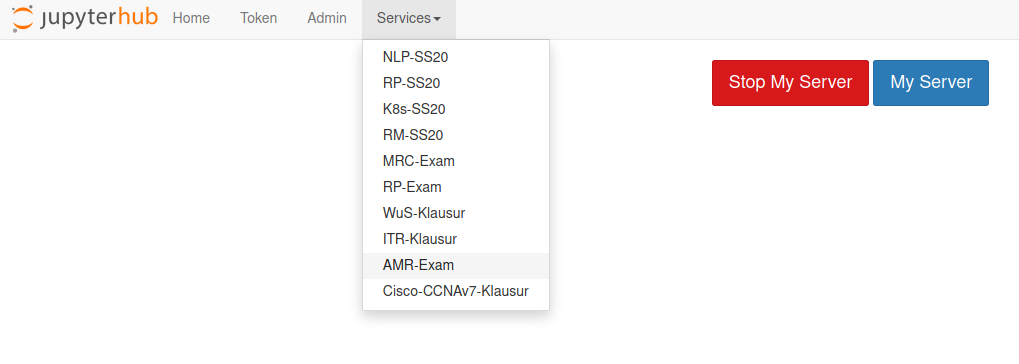 jupyterhub Home Token Admin Services
NLP-SS20
RP-SS20
K8s-SS20
RM-SS20
MRC-Exam
RP-Exam
WuS-Klausur
ITR-Klausur
AMR-Exam
Cisco-CCNAv7-Klausur
Stop My Server My Server